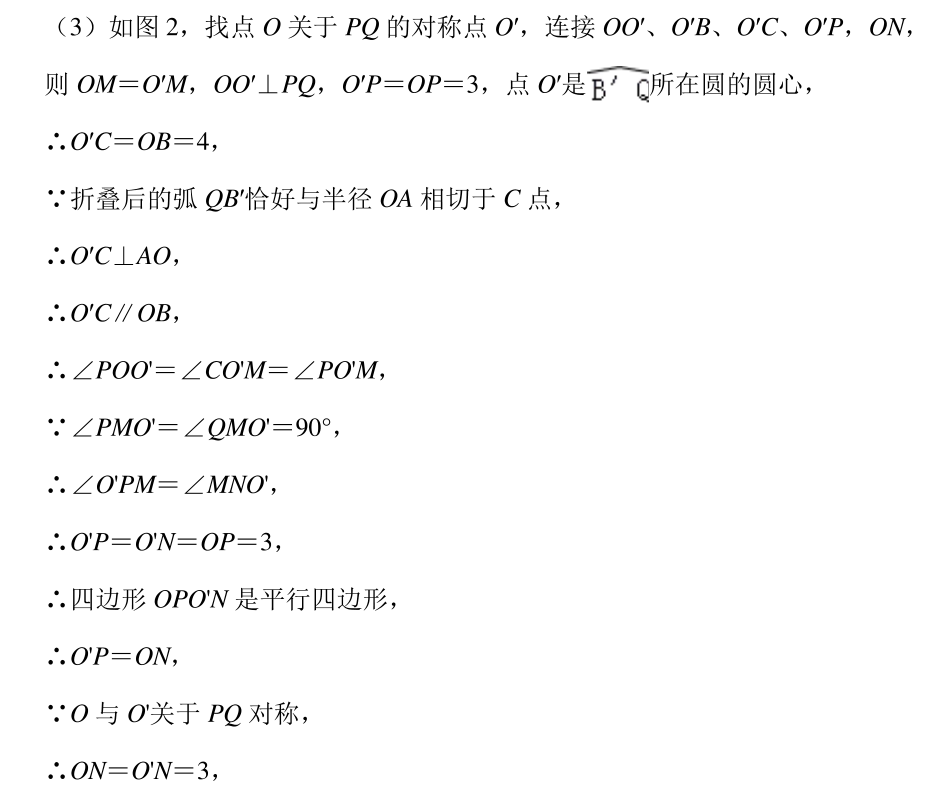 （3）如图 2，找点 O 关于 PQ 的对称点 O′，连接 OO′、O′B、O′C、O′P，ON，
则 OM＝O′M，OO′⊥PQ，O′P＝OP＝3，点 O′是B′ Q所在圆的圆心，
∴O′C＝OB＝4，
∵折叠后的弧 QB′恰好与半径 OA 相切于 C 点，
∴O′C⊥AO，
∴O′C∥OB，
∴∠POO'＝∠CO'M＝∠PO'M，
∵∠PMO'＝∠QMO'＝90°，
∴∠O'PM＝∠MNO'，
∴O'P＝O'N＝OP＝3，
∴四边形 OPO'N 是平行四边形，
∴O'P＝ON，
∵O 与 O'关于 PQ 对称，
∴ON＝O'N＝3，